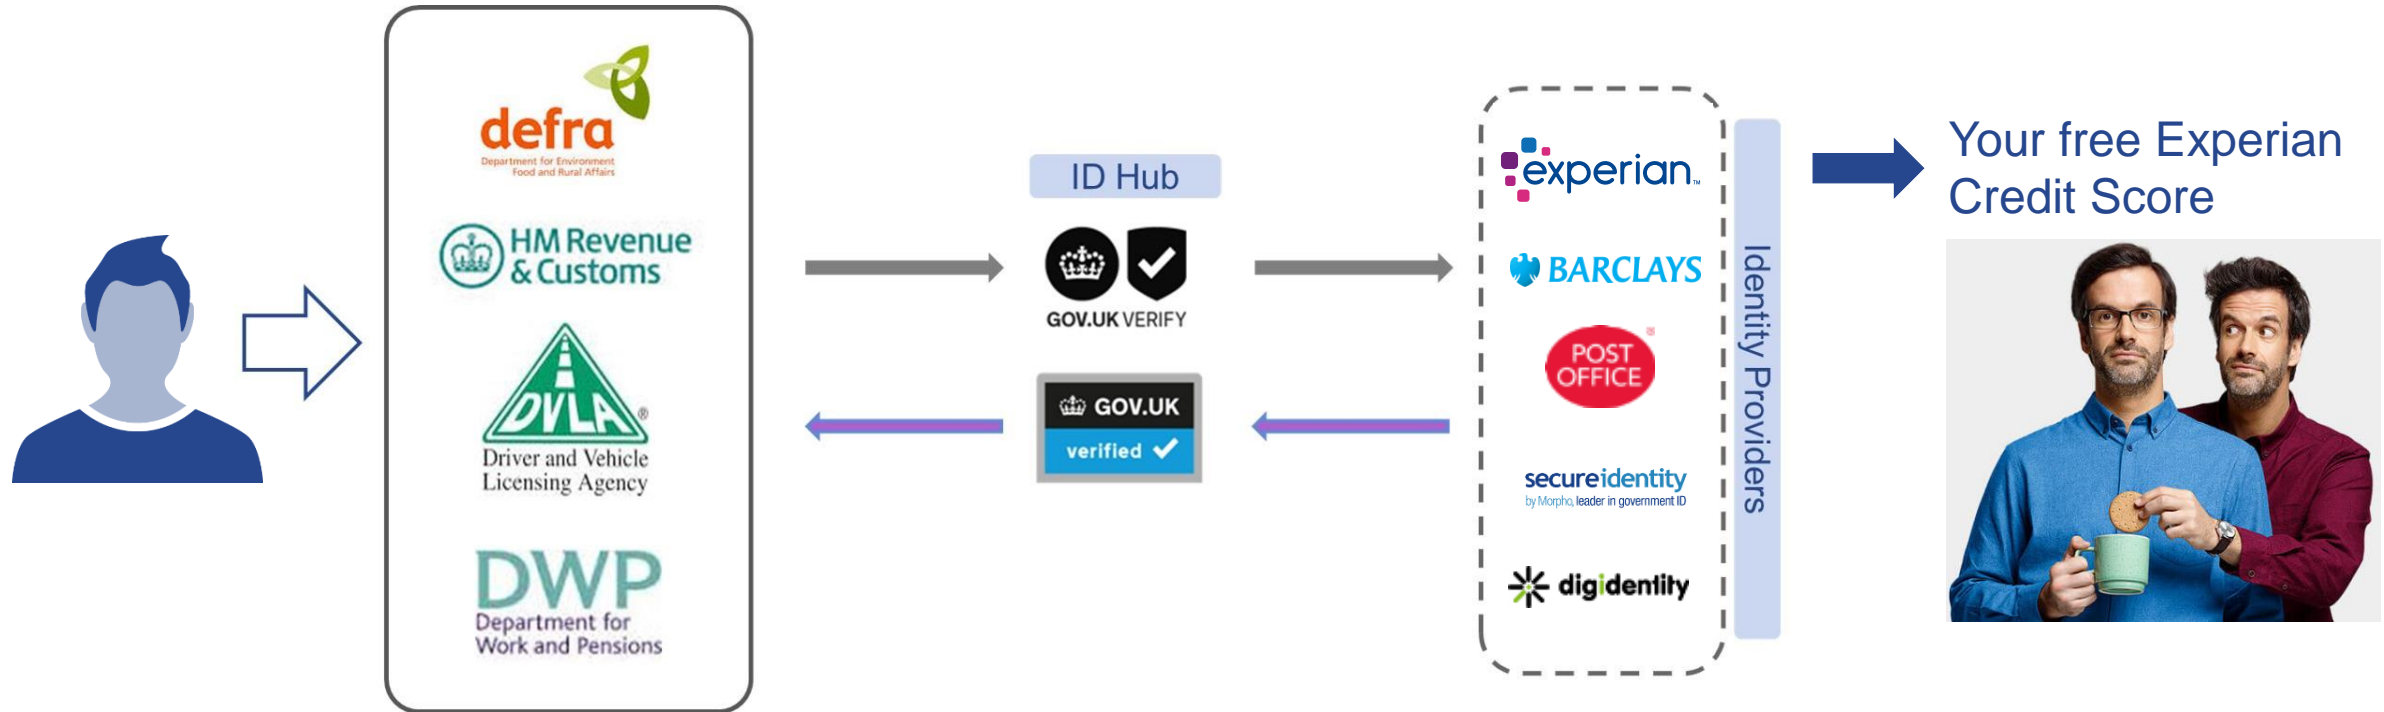 defra
Department for Environment
Food and Rural Affairs
HM Revenue
& Customs
DVLA®
Driver and Vehicle
Licensing Agency
DWP
Department for
Work and Pensions
ID Hub
GOV.UK VERIFY
GOV.UK
verified
experian™
BARCLAYS
POST
OFFICE
®
secureidentity
by Morpho, leader in government ID
digidentity
Identity Providers
Your free Experian
Credit Score